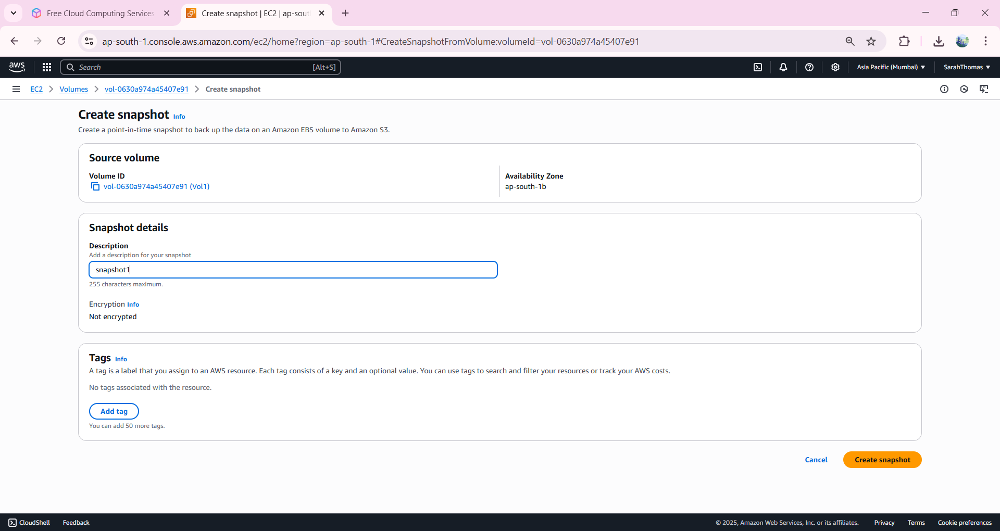 Free Cloud Computing Services
Create snapshot | EC2 | ap-sout
ap-south-1.console.aws.amazon.com/ec2/home?region=ap-south-1#CreateSnapshotFromVolume:volumeId=vol-0630a974a45407e91
aws Search [Alt+S] Asia Pacific (Mumbai) SarahThomas
EC2 Volumes vol-0630a974a45407e91 Create snapshot
Create snapshot Info
Create a point-in-time snapshot to back up the data on an Amazon EBS volume to Amazon S3.
Source volume
Volume ID
vol-0630a974a45407e91 (Vol1)
Availability Zone
ap-south-1b
Snapshot details
Description
Add a description for your snapshot
snapshot1
255 characters maximum.
Encryption Info
Not encrypted
Tags Info
A tag is a label that you assign to an AWS resource. Each tag consists of a key and an optional value. You can use tags to search and filter your resources or track your AWS costs.
No tags associated with the resource.
Add tag
You can add 50 more tags.
Cancel Create snapshot
CloudShell Feedback © 2025, Amazon Web Services, Inc. or its affiliates. Privacy Terms Cookie preferences